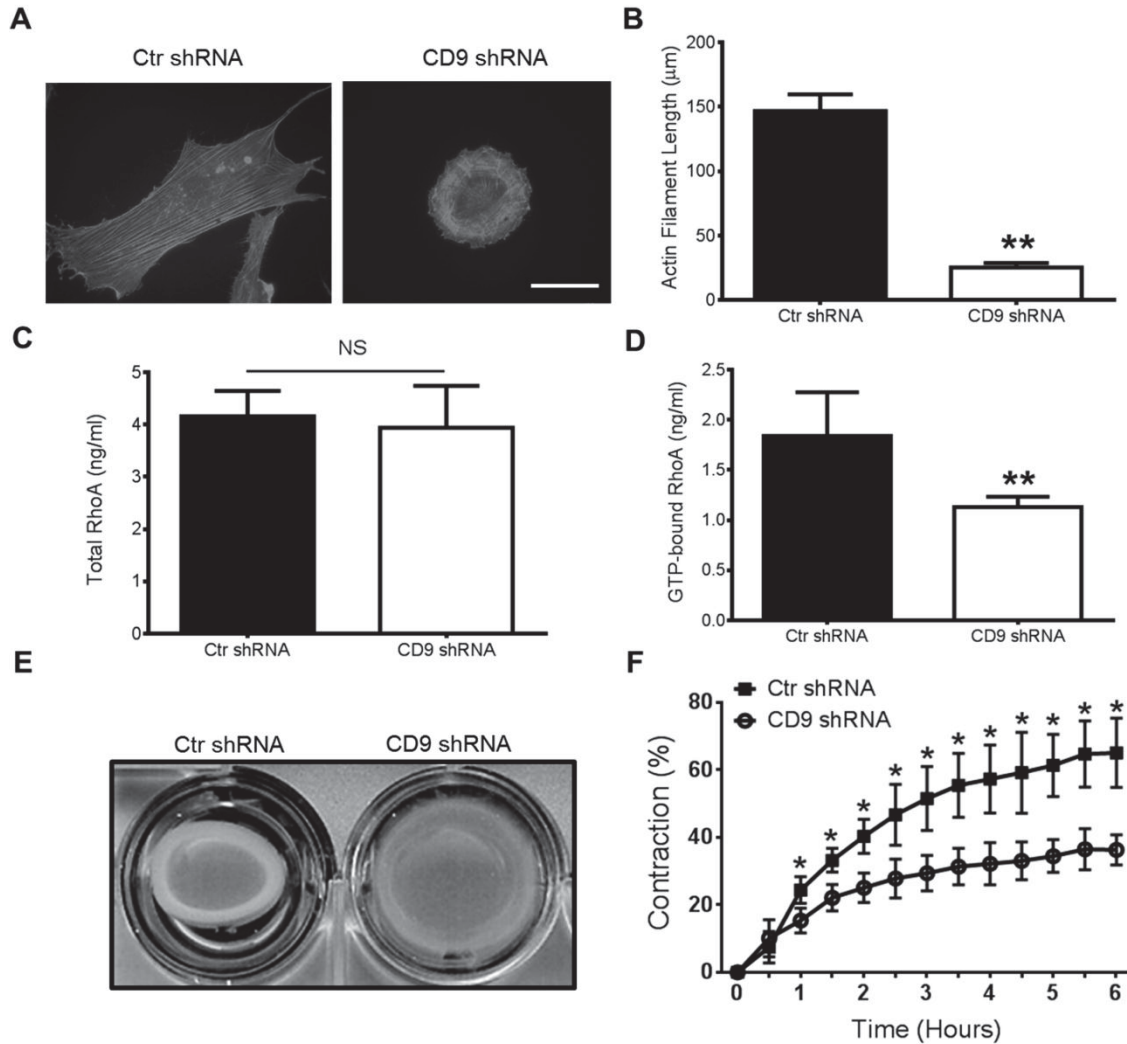 A
Ctr shRNA
CD9 shRNA
B
Actin Filament Length (μm)
200
150
100
50
0
**
Ctr shRNA
CD9 shRNA
C
Total RhoA (ng/ml)
5
4
3
2
1
0
NS
Ctr shRNA
CD9 shRNA
D
GTP-bound RhoA (ng/ml)
2.5
2.0
1.5
1.0
0.5
0.0
**
Ctr shRNA
CD9 shRNA
E
Ctr shRNA
CD9 shRNA
F
Ctr shRNA
CD9 shRNA
Contraction (%)
80
60
40
20
0
* * * * * * * * * * *
0 1 2 3 4 5 6
Time (Hours)